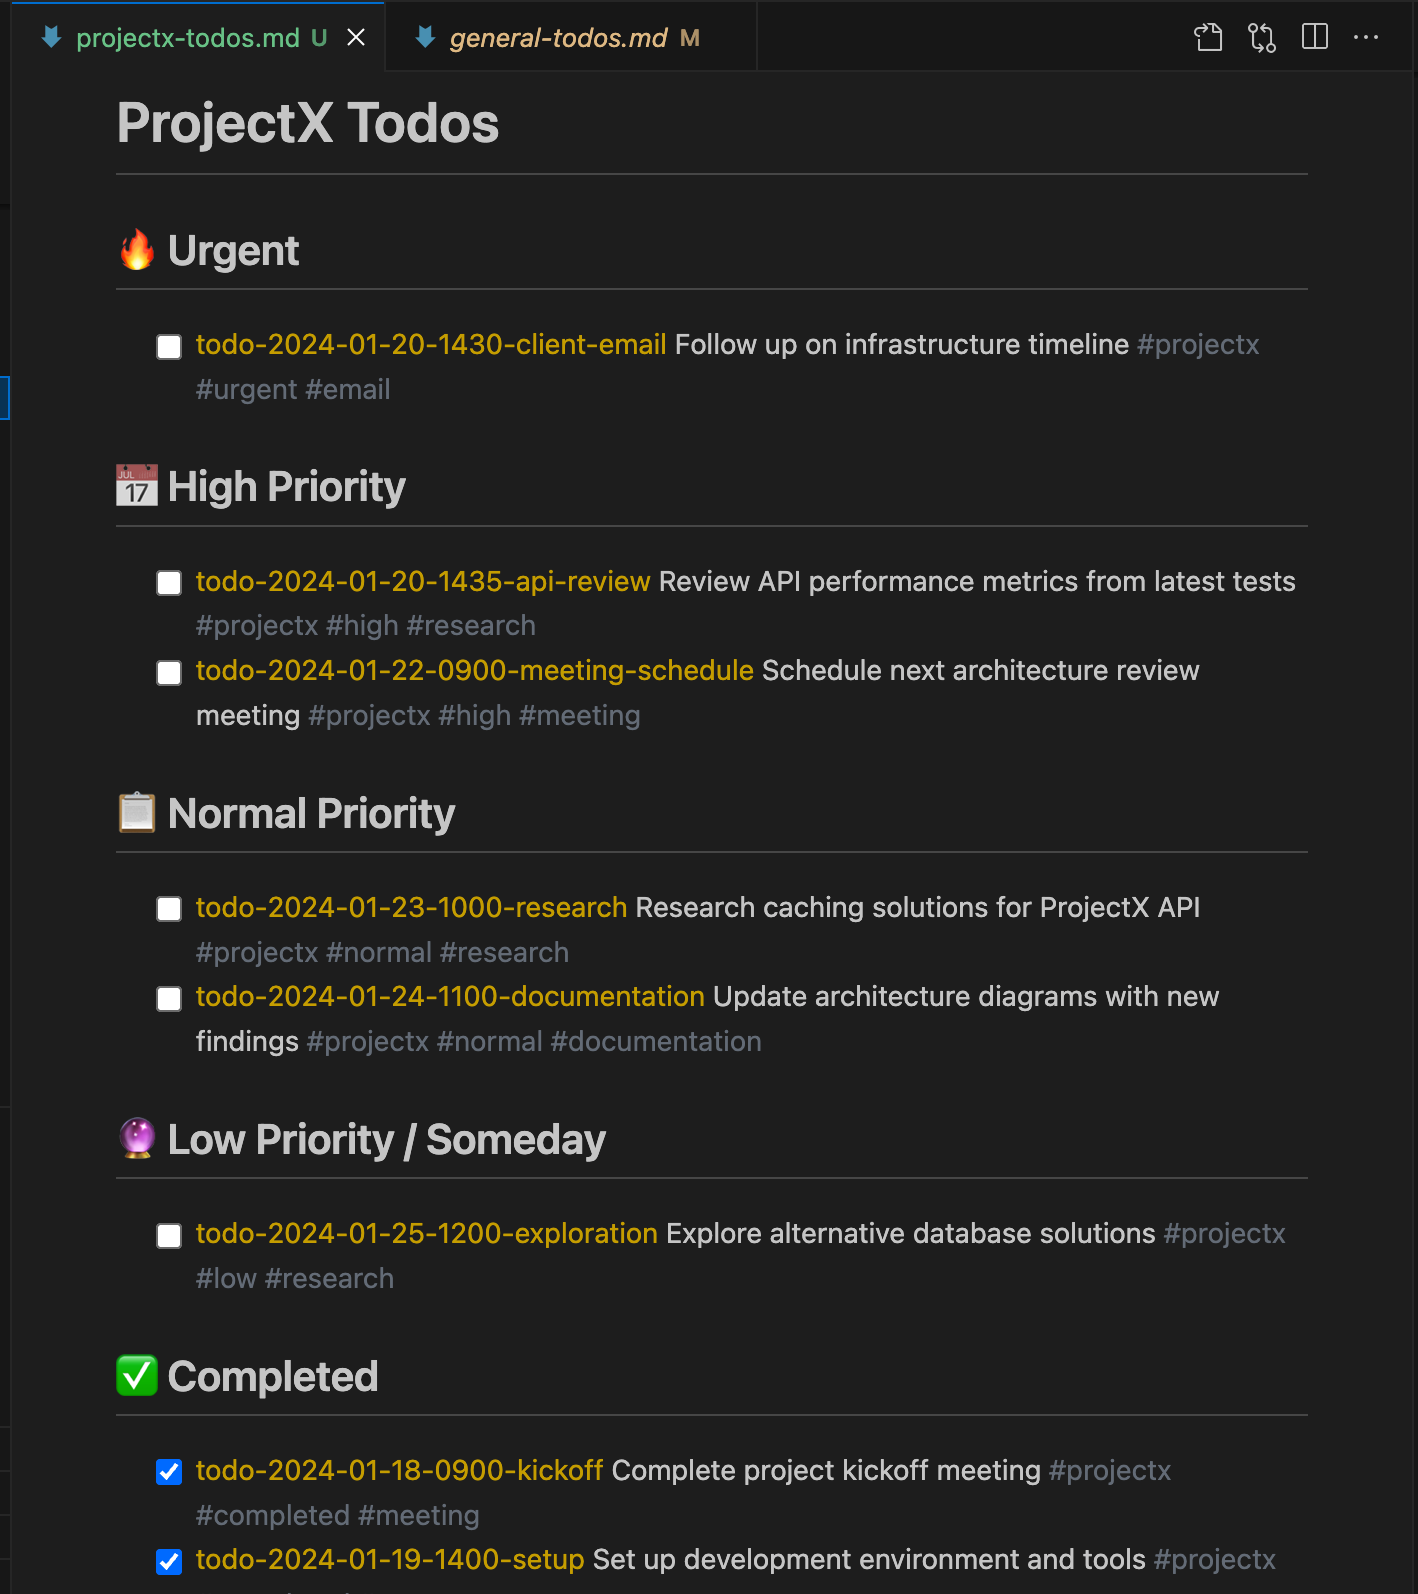 projectx-todos.md U
general-todos.md M
ProjectX Todos
🔥 Urgent
todo-2024-01-20-1430-client-email Follow up on infrastructure timeline #projectx
#urgent #email
JUL
17
High Priority
todo-2024-01-20-1435-api-review Review API performance metrics from latest tests
#projectx #high #research
todo-2024-01-22-0900-meeting-schedule Schedule next architecture review
meeting #projectx #high #meeting
📋 Normal Priority
todo-2024-01-23-1000-research Research caching solutions for ProjectX API
#projectx #normal #research
todo-2024-01-24-1100-documentation Update architecture diagrams with new
findings #projectx #normal #documentation
🔮 Low Priority / Someday
todo-2024-01-25-1200-exploration Explore alternative database solutions #projectx
#low #research
✅ Completed
todo-2024-01-18-0900-kickoff Complete project kickoff meeting #projectx
#completed #meeting
todo-2024-01-19-1400-setup Set up development environment and tools #projectx